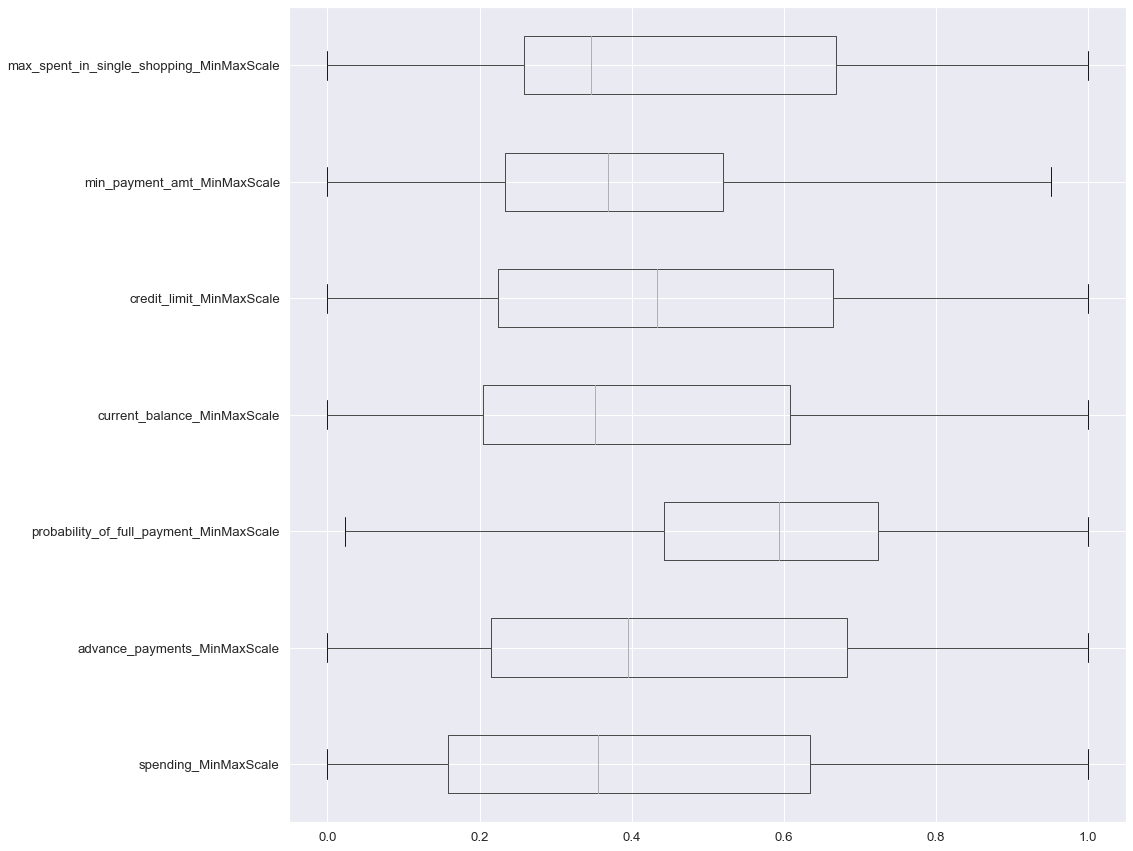 max_spent_in_single_shopping_MinMaxScale
min_payment_amt_MinMaxScale
credit_limit_MinMaxScale
current_balance_MinMaxScale
probability_of_full_payment_MinMaxScale
advance_payments_MinMaxScale
spending_MinMaxScale
0.0 0.2 0.4 0.6 0.8 1.0